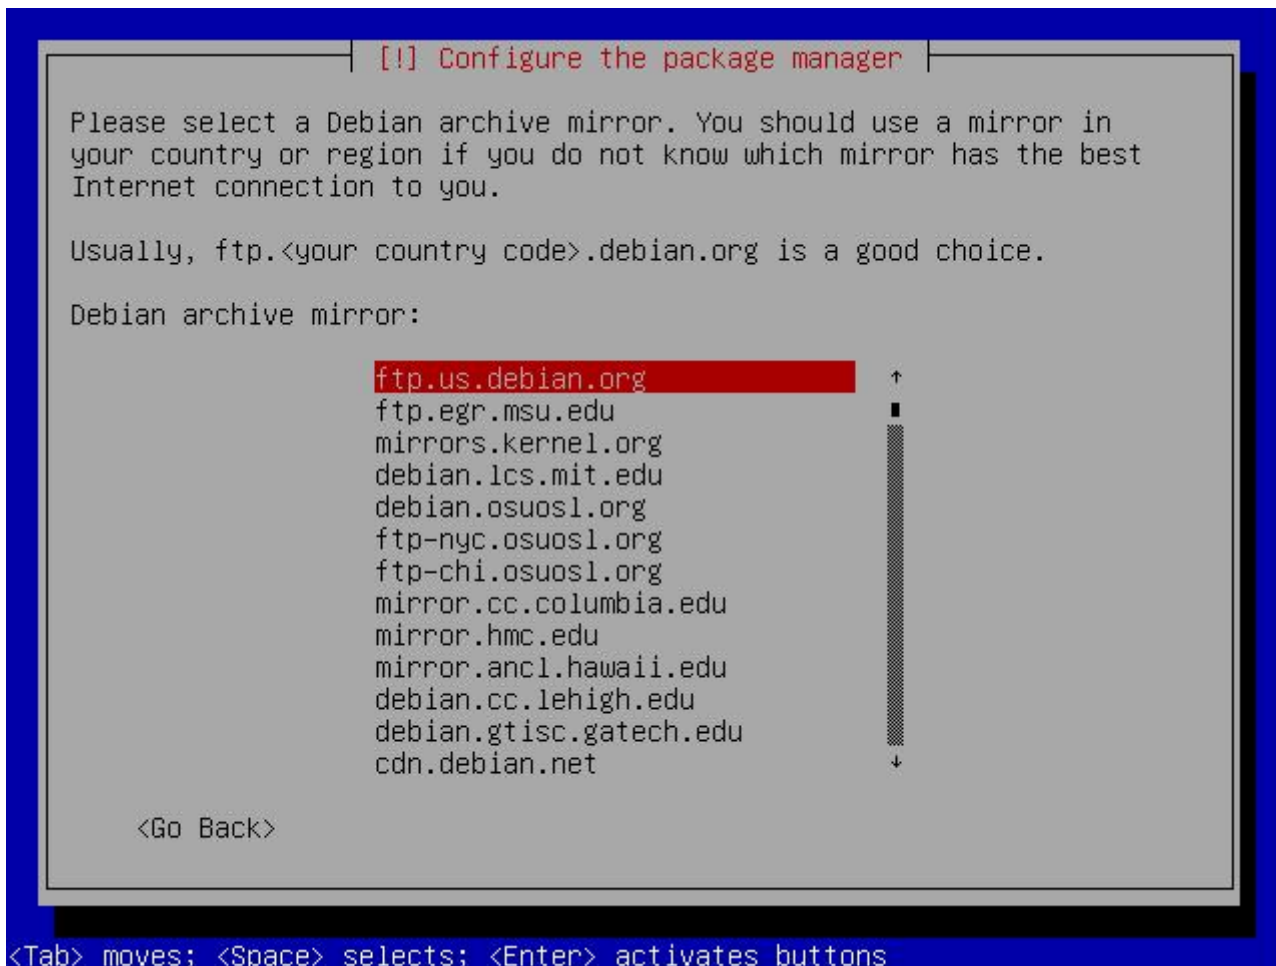 [!] Configure the package manager
Please select a Debian archive mirror. You should use a mirror in
your country or region if you do not know which mirror has the best
Internet connection to you.
Usually, ftp.<your country code>.debian.org is a good choice.
Debian archive mirror:
ftp.us.debian.org
ftp.egr.msu.edu
mirrors.kernel.org
debian.lcs.mit.edu
debian.osuosl.org
ftp-nyc.osuosl.org
ftp-chi.osuosl.org
mirror.cc.columbia.edu
mirror.hmc.edu
mirror.ancl.hawaii.edu
debian.cc.lehigh.edu
debian.gtisc.gatech.edu
cdn.debian.net
<Go Back>
<Tab> moves; <Space> selects; <Enter> activates buttons